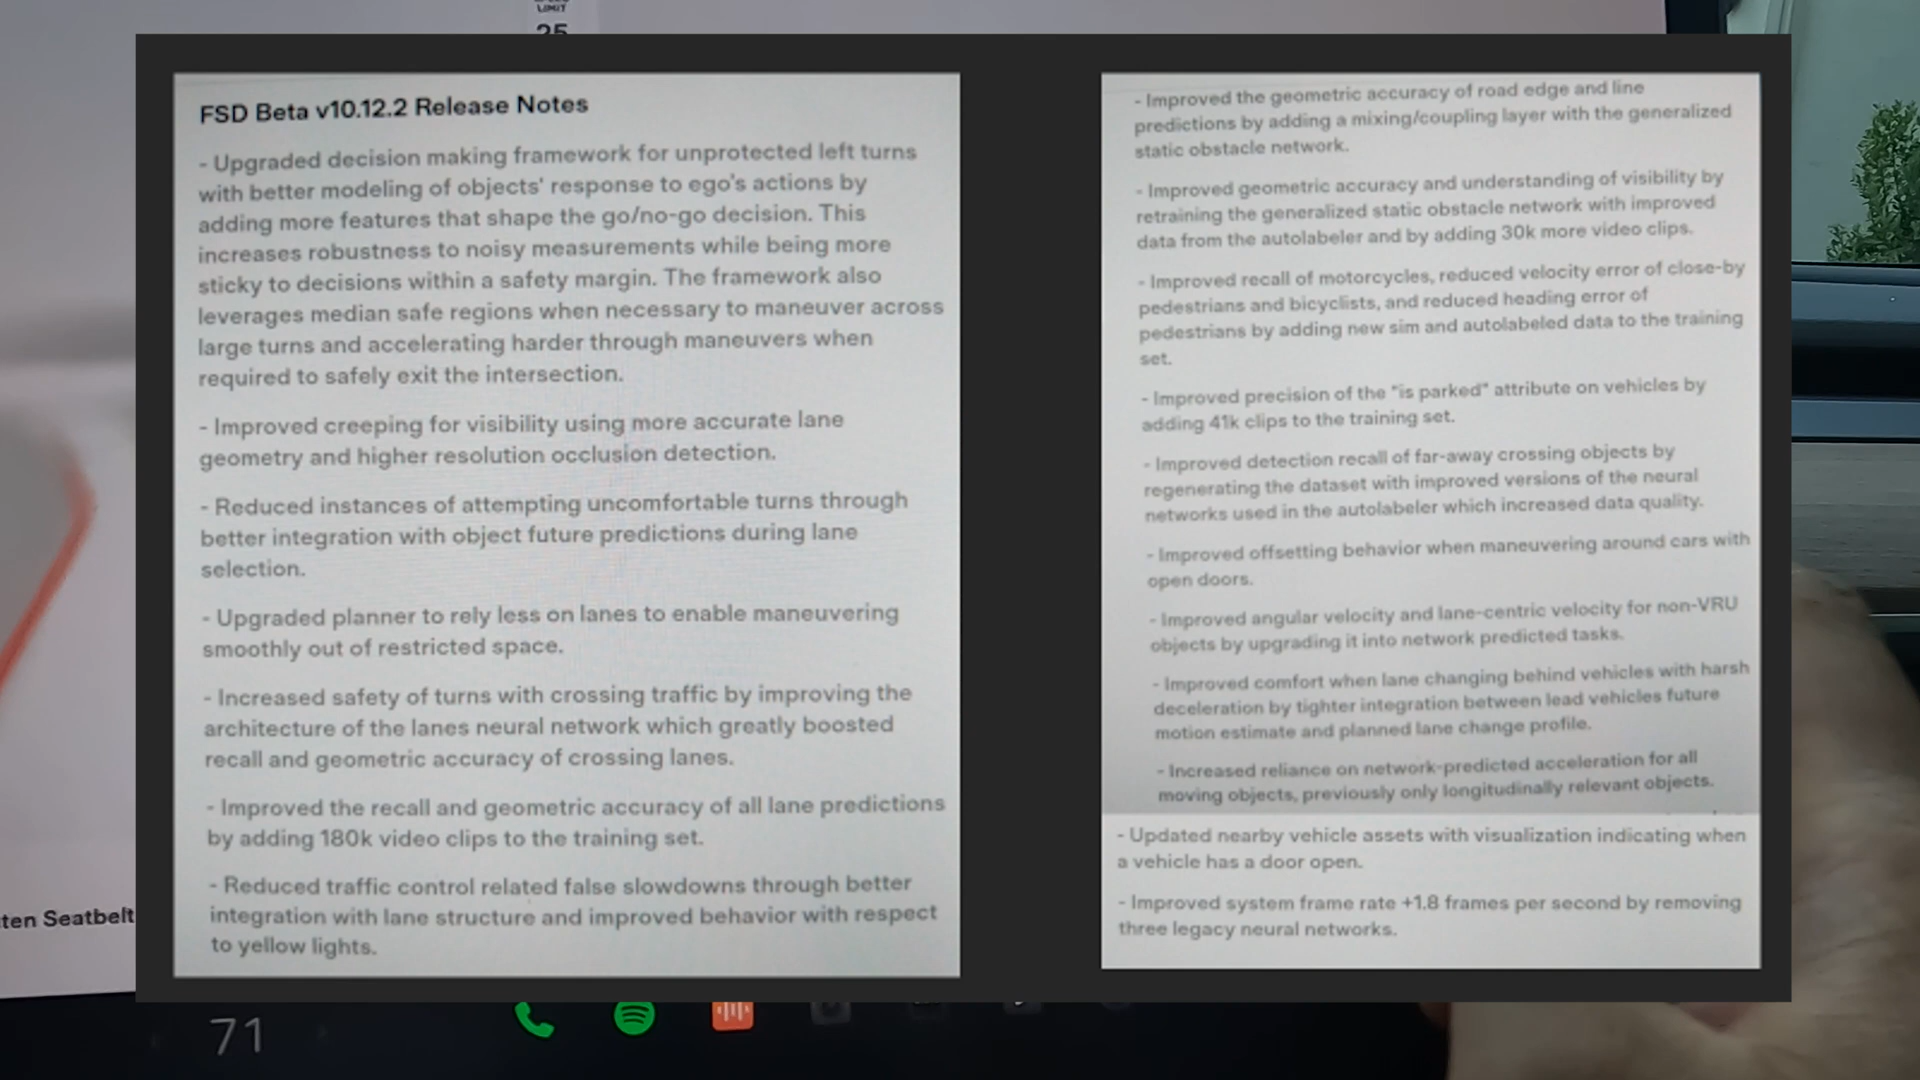 LIMIT
25
FSD Beta v10.12.2 Release Notes
- Upgraded decision making framework for unprotected left turns
with better modeling of objects' response to ego's actions by
adding more features that shape the go/no-go decision. This
increases robustness to noisy measurements while being more
sticky to decisions within a safety margin. The framework also
leverages median safe regions when necessary to maneuver across
large turns and accelerating harder through maneuvers when
required to safely exit the intersection.
- Improved creeping for visibility using more accurate lane
geometry and higher resolution occlusion detection.
- Reduced instances of attempting uncomfortable turns through
better integration with object future predictions during lane
selection.
- Upgraded planner to rely less on lanes to enable maneuvering
smoothly out of restricted space.
- Increased safety of turns with crossing traffic by improving the
architecture of the lanes neural network which greatly boosted
recall and geometric accuracy of crossing lanes.
- Improved the recall and geometric accuracy of all lane predictions
by adding 180k video clips to the training set.
- Reduced traffic control related false slowdowns through better
integration with lane structure and improved behavior with respect
to yellow lights.
- Improved the geometric accuracy of road edge and line
predictions by adding a mixing/coupling layer with the generalized
static obstacle network.
- Improved geometric accuracy and understanding of visibility by
retraining the generalized static obstacle network with improved
data from the autolabeler and by adding 30k more video clips.
- Improved recall of motorcycles, reduced velocity error of close-by
pedestrians and bicyclists, and reduced heading error of
pedestrians by adding new sim and autolabeled data to the training
set.
- Improved precision of the "is parked" attribute on vehicles by
adding 41k clips to the training set.
- Improved detection recall of far-away crossing objects by
regenerating the dataset with improved versions of the neural
networks used in the autolabeler which increased data quality.
- Improved offsetting behavior when maneuvering around cars with
open doors.
- Improved angular velocity and lane-centric velocity for non-VRU
objects by upgrading it into network predicted tasks.
- Improved comfort when lane changing behind vehicles with harsh
deceleration by tighter integration between lead vehicles future
motion estimate and planned lane change profile.
- Increased reliance on network-predicted acceleration for all
moving objects, previously only longitudinally relevant objects.
- Updated nearby vehicle assets with visualization indicating when
a vehicle has a door open.
- Improved system frame rate +1.8 frames per second by removing
three legacy neural networks.
ten Seatbelt
71